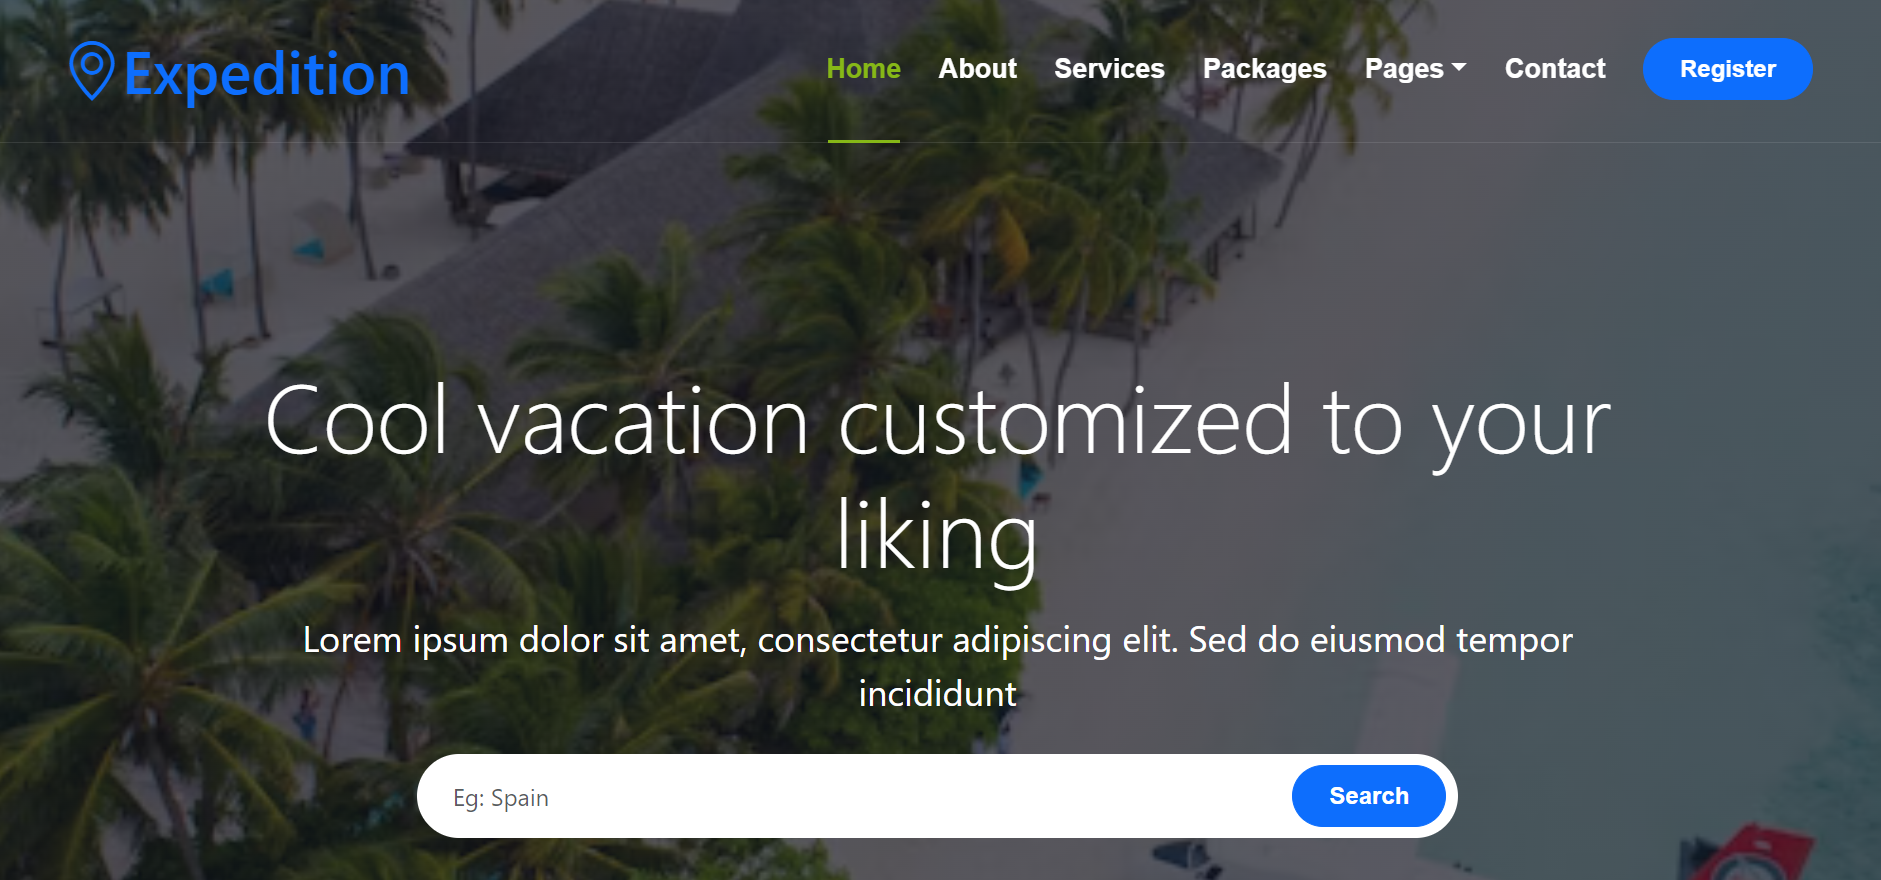 Expedition
Home About Services Packages Pages Contact Register
Cool vacation customized to your
liking
Lorem ipsum dolor sit amet, consectetur adipiscing elit. Sed do eiusmod tempor
incididunt
Eg: Spain Search